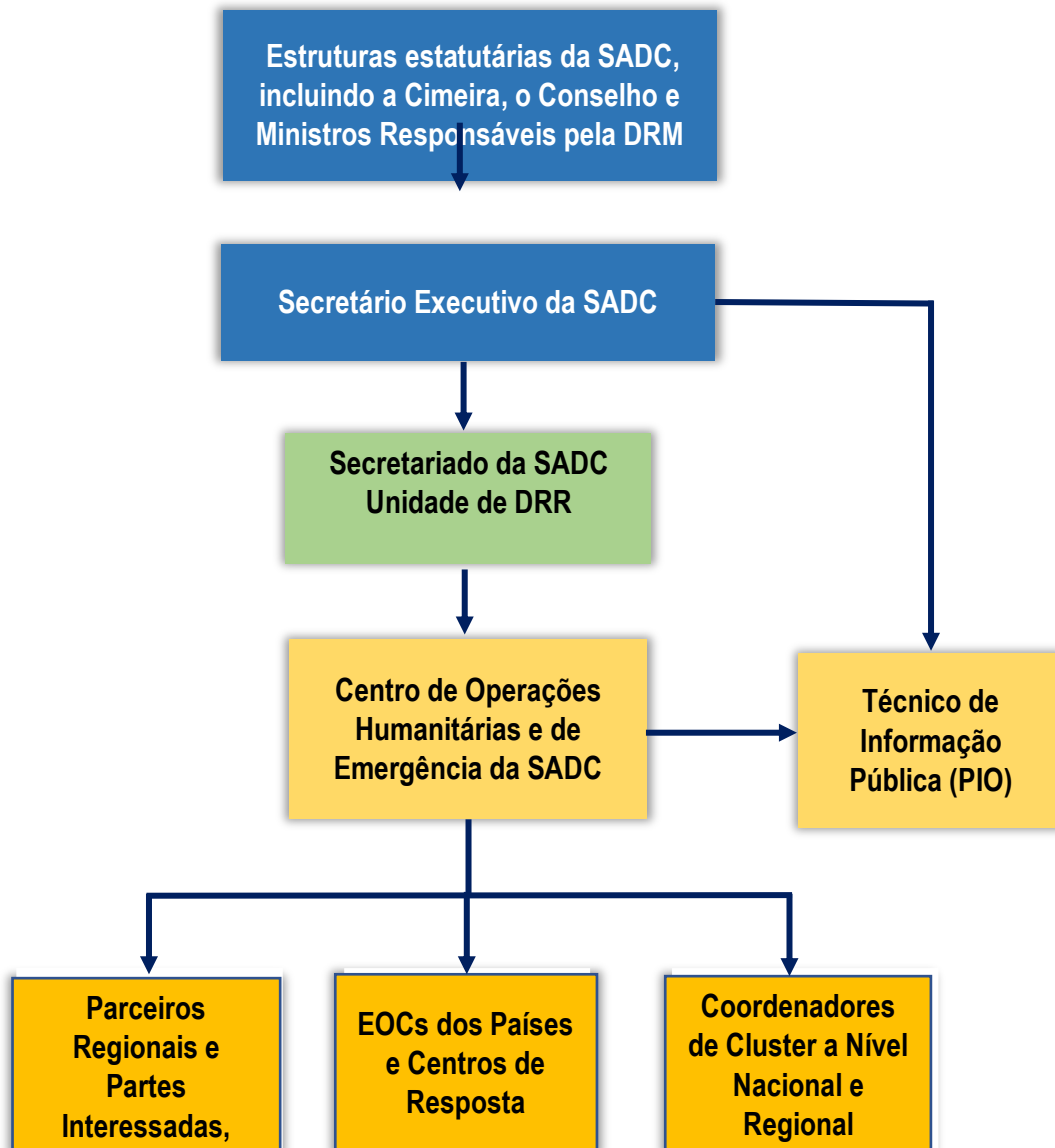 Estruturas estatutárias da SADC,
incluindo a Cimeira, o Conselho e
Ministros Responsáveis pela DRM
Secretário Executivo da SADC
Secretariado da SADC
Unidade de DRR
Centro de Operações
Humanitárias e de
Emergência da SADC
Técnico de
Informação
Pública (PIO)
Parceiros
Regionais e
Partes
Interessadas,
EOCs dos Países
e Centros de
Resposta
Coordenadores
de Cluster a Nível
Nacional e
Regional